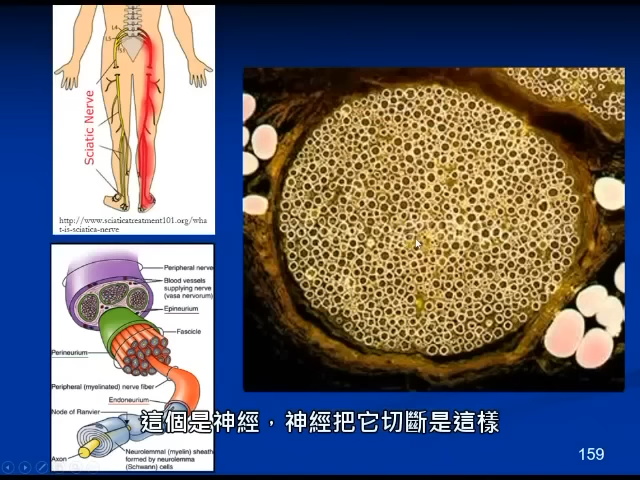 L4
L5
S1
Sciatic Nerve
http://www.sciaticatreatment101.org/wha
t-is-sciatica-nerve
Peripheral nerve
Blood vessels
supplying nerve
(vasa nervorum)
Epineurium
Fascicle
Perineurium
Peripheral (myelinated) nerve fiber
Endoneurium
Node of Ranvier
Axon
Neurolemmal (myelin) sheath
formed by neurolemma
(Schwann) cells
這個是神經，神經把它切斷是這樣
159